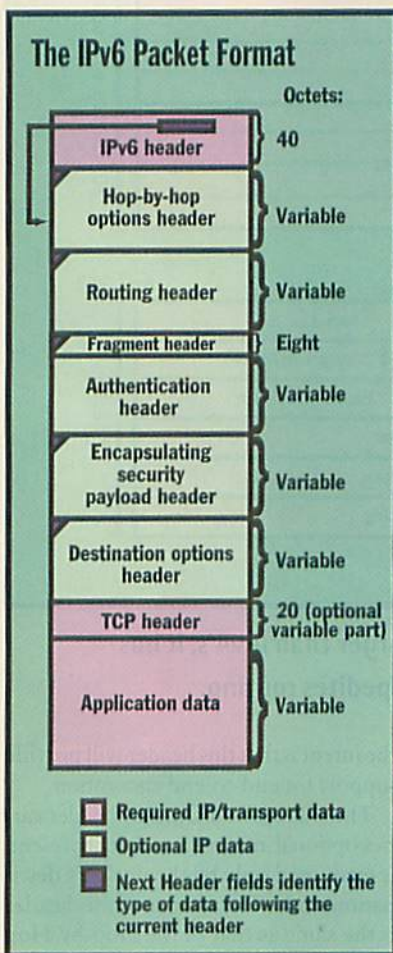 The IPv6 Packet Format
Octets:
IPv6 header
40
Hop-by-hop
options header
Variable
Routing header
Variable
Fragment header
Eight
Authentication
header
Variable
Encapsulating
security
payload header
Variable
Destination options
header
Variable
TCP header
20 (optional
variable part)
Application data
Variable
Required IP/transport data
Optional IP data
Next Header fields identify the
type of data following the
current header